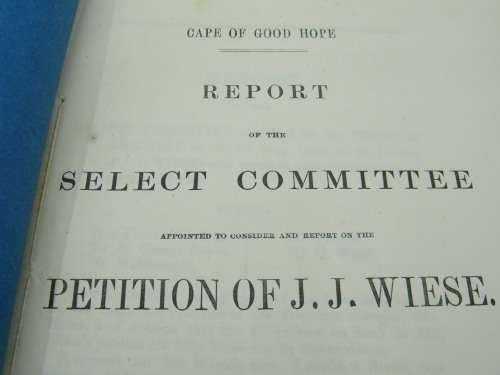 CAPE OF GOOD HOPE
REPORT
OF THE
SELECT COMMITTEE
APPOINTED TO CONSIDER AND REPORT ON THE
PETITION OF J. J. WIESE.